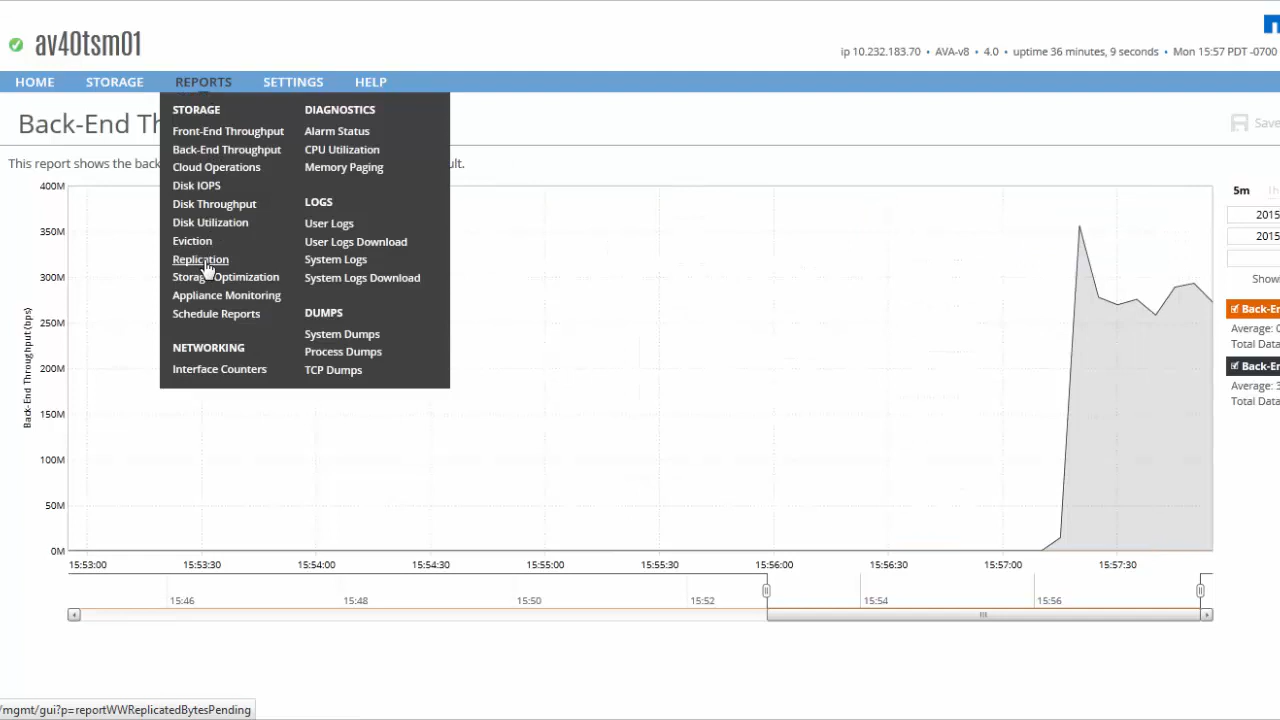 av40tsm01
ip 10.232.183.70 • AVA-v8 • 4.0 • uptime 36 minutes, 9 seconds • Mon 15:57 PDT -0700
HOME STORAGE REPORTS SETTINGS HELP
Back-End Th
Save
This report shows the back
ult.
STORAGE
Front-End Throughput
Back-End Throughput
Cloud Operations
Disk IOPS
Disk Throughput
Disk Utilization
Eviction
Replication
Storage Optimization
Appliance Monitoring
Schedule Reports
NETWORKING
Interface Counters
DIAGNOSTICS
Alarm Status
CPU Utilization
Memory Paging
LOGS
User Logs
User Logs Download
System Logs
System Logs Download
DUMPS
System Dumps
Process Dumps
TCP Dumps
Back-End Throughput (bps)
400M
350M
300M
250M
200M
150M
100M
50M
0M
15:53:00 15:53:30 15:54:00 15:54:30 15:55:00 15:55:30 15:56:00 15:56:30 15:57:00 15:57:30
15:46 15:48 15:50 15:52 15:54 15:56
5m 1h
2015
2015
Show
Back-En
Average: 0
Total Data
Back-En
Average: 3
Total Data
/mgmt/gui?p=reportWWReplicatedBytesPending